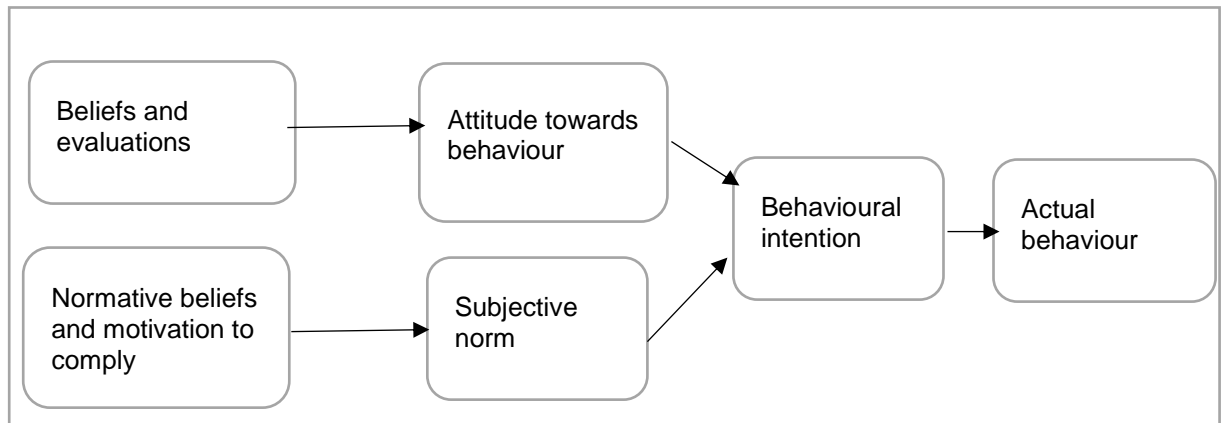 Beliefs and
evaluations
Attitude towards
behaviour
Normative beliefs
and motivation to
comply
Subjective
norm
Behavioural
intention
Actual
behaviour